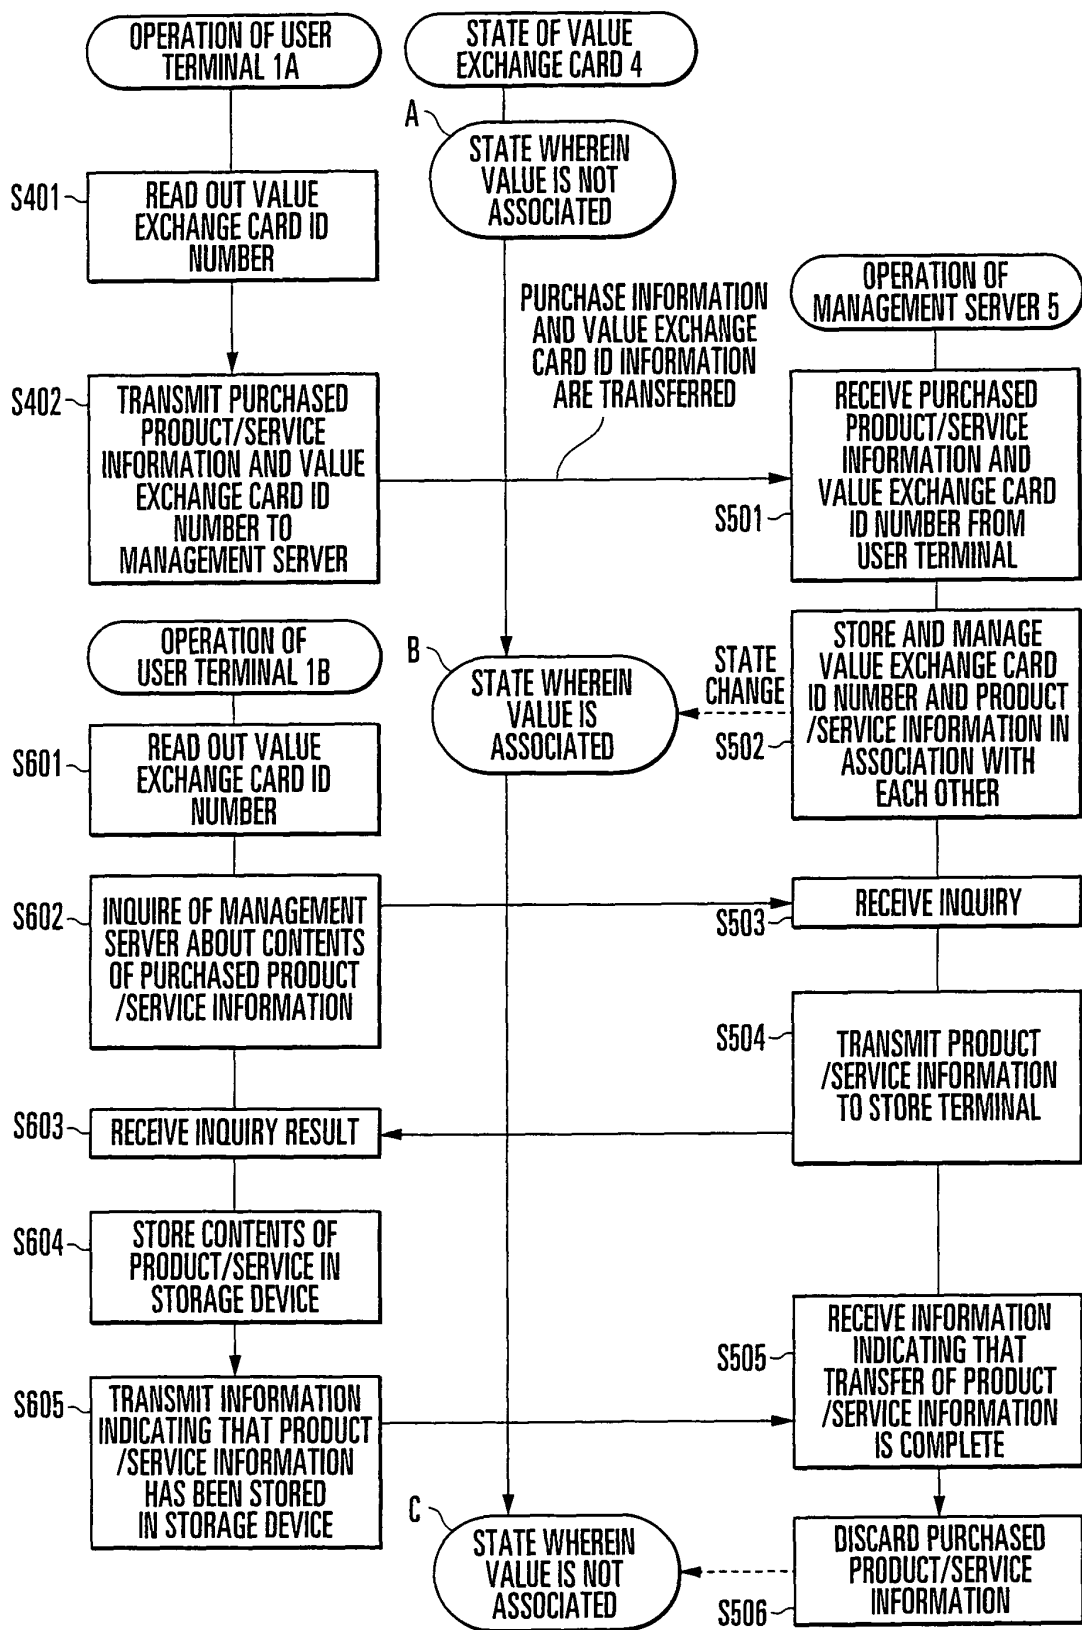 OPERATION OF USER
TERMINAL 1A
STATE OF VALUE
EXCHANGE CARD 4
A
STATE WHEREIN
VALUE IS NOT
ASSOCIATED
S401
READ OUT VALUE
EXCHANGE CARD ID
NUMBER
OPERATION OF
MANAGEMENT SERVER 5
PURCHASE INFORMATION
AND VALUE EXCHANGE
CARD ID INFORMATION
ARE TRANSFERRED
S402
TRANSMIT PURCHASED
PRODUCT/SERVICE
INFORMATION AND VALUE
EXCHANGE CARD ID
NUMBER TO
MANAGEMENT SERVER
RECEIVE PURCHASED
PRODUCT/SERVICE
INFORMATION AND
VALUE EXCHANGE CARD
ID NUMBER FROM
USER TERMINAL
S501
OPERATION OF
USER TERMINAL 1B
B
STATE WHEREIN
VALUE IS
ASSOCIATED
STATE
CHANGE
STORE AND MANAGE
VALUE EXCHANGE CARD
ID NUMBER AND PRODUCT
/SERVICE INFORMATION IN
ASSOCIATION WITH
EACH OTHER
S502
S601
READ OUT VALUE
EXCHANGE CARD ID
NUMBER
S602
INQUIRE OF MANAGEMENT
SERVER ABOUT CONTENTS
OF PURCHASED PRODUCT
/SERVICE INFORMATION
RECEIVE INQUIRY
S503
S504
TRANSMIT PRODUCT
/SERVICE INFORMATION
TO STORE TERMINAL
S603
RECEIVE INQUIRY RESULT
S604
STORE CONTENTS OF
PRODUCT/SERVICE IN
STORAGE DEVICE
S505
RECEIVE INFORMATION
INDICATING THAT
TRANSFER OF PRODUCT
/SERVICE INFORMATION
IS COMPLETE
S605
TRANSMIT INFORMATION
INDICATING THAT PRODUCT
/SERVICE INFORMATION
HAS BEEN STORED
IN STORAGE DEVICE
C
STATE WHEREIN
VALUE IS NOT
ASSOCIATED
DISCARD PURCHASED
PRODUCT/SERVICE
INFORMATION
S506